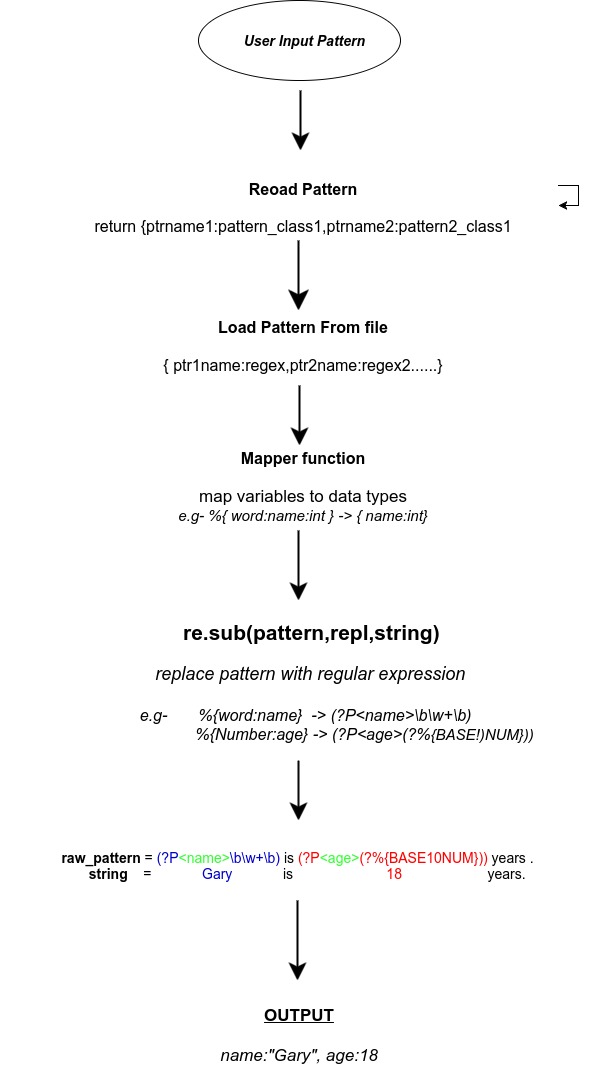 User Input Pattern
Reoad Pattern
return {ptrname1:pattern_class1,ptrname2:pattern2_class1
Load Pattern From file
{ ptr1name:regex,ptr2name:regex2......}
Mapper function
map variables to data types
e.g- %{ word:name:int } -> { name:int}
re.sub(pattern,repl,string)
replace pattern with regular expression
e.g- %{word:name} -> (?P<name>\b\w+\b)
%{Number:age} -> (?P<age>(?%{BASE!)NUM}))
raw_pattern = (?P<name>\b\w+\b) is (?P<age>(?%{BASE10NUM})) years .
string = Gary is 18 years.
OUTPUT
name:"Gary", age:18